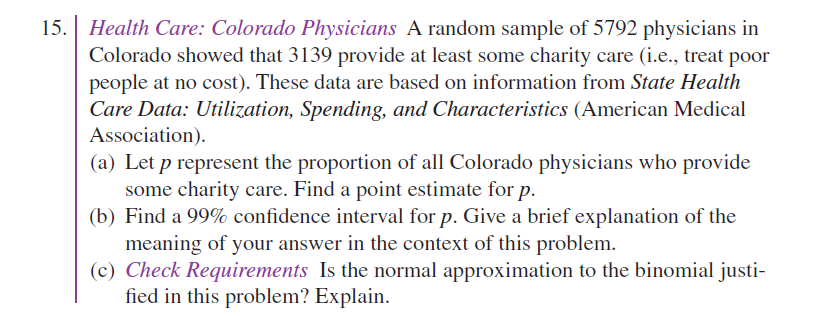 15. Health Care: Colorado Physicians A random sample of 5792 physicians in
Colorado showed that 3139 provide at least some charity care (i.e., treat poor
people at no cost). These data are based on information from State Health
Care Data: Utilization, Spending, and Characteristics (American Medical
Association).
(a) Let p represent the proportion of all Colorado physicians who provide
some charity care. Find a point estimate for p.
(b) Find a 99% confidence interval for p. Give a brief explanation of the
meaning of your answer in the context of this problem.
(c) Check Requirements Is the normal approximation to the binomial justi-
fied in this problem? Explain.